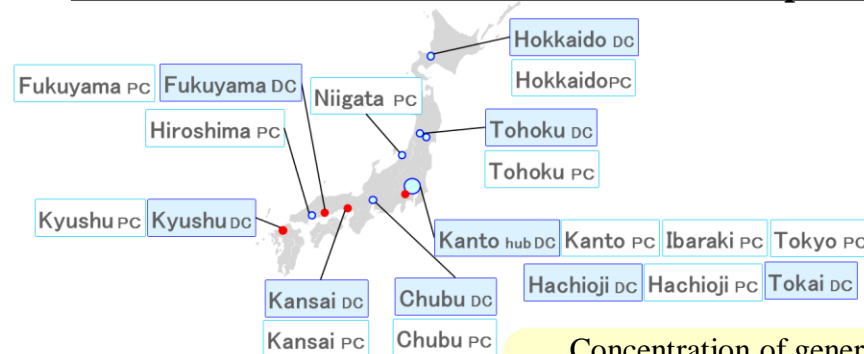 Hokkaido DC
Fukuyama PC Fukuyama DC
Niigata PC
HokkaidoPC
Hiroshima PC
Tohoku DC
Tohoku PC
Kyushu PC Kyushu DC
Kanto hub DC Kanto PC Ibaraki PC Tokyo PC
Hachioji DC Hachioji PC Tokai DC
Kansai DC Chubu DC
Kansai PC Chubu PC
Concentration of gener